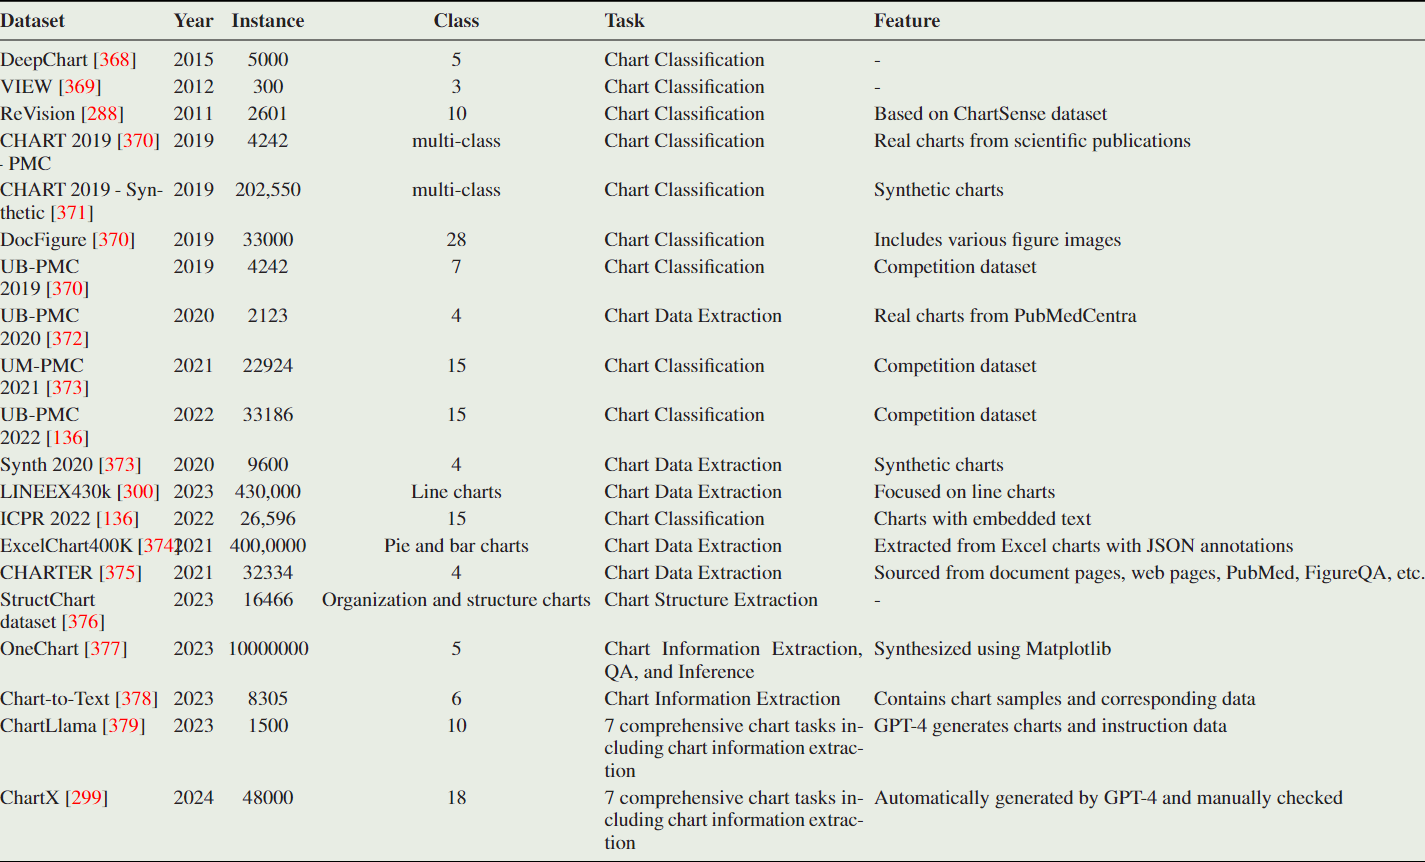 Dataset Year Instance Class Task Feature
DeepChart [368] 2015 5000 5 Chart Classification -
VIEW [369] 2012 300 3 Chart Classification -
ReVision [288] 2011 2601 10 Chart Classification Based on ChartSense dataset
CHART 2019 [370] 2019 4242 multi-class Chart Classification Real charts from scientific publications
- PMC
CHART 2019 - Syn- 2019 202,550 multi-class Chart Classification Synthetic charts
thetic [371]
DocFigure [370] 2019 33000 28 Chart Classification Includes various figure images
UB-PMC 2019 4242 7 Chart Classification Competition dataset
2019 [370]
UB-PMC 2020 2123 4 Chart Data Extraction Real charts from PubMedCentra
2020 [372]
UM-PMC 2021 22924 15 Chart Classification Competition dataset
2021 [373]
UB-PMC 2022 33186 15 Chart Classification Competition dataset
2022 [136]
Synth 2020 [373] 2020 9600 4 Chart Data Extraction Synthetic charts
LINEEX430k [300] 2023 430,000 Line charts Chart Data Extraction Focused on line charts
ICPR 2022 [136] 2022 26,596 15 Chart Classification Charts with embedded text
ExcelChart400K [374] 2021 400,0000 Pie and bar charts Chart Data Extraction Extracted from Excel charts with JSON annotations
CHARTER [375] 2021 32334 4 Chart Data Extraction Sourced from document pages, web pages, PubMed, FigureQA, etc.
StructChart 2023 16466 Organization and structure charts Chart Structure Extraction -
dataset [376]
OneChart [377] 2023 10000000 5 Chart Information Extraction, Synthesized using Matplotlib
QA, and Inference
Chart-to-Text [378] 2023 8305 6 Chart Information Extraction Contains chart samples and corresponding data
ChartLlama [379] 2023 1500 10 7 comprehensive chart tasks in- GPT-4 generates charts and instruction data
cluding chart information extrac-
tion
ChartX [299] 2024 48000 18 7 comprehensive chart tasks in- Automatically generated by GPT-4 and manually checked
cluding chart information extrac-
tion